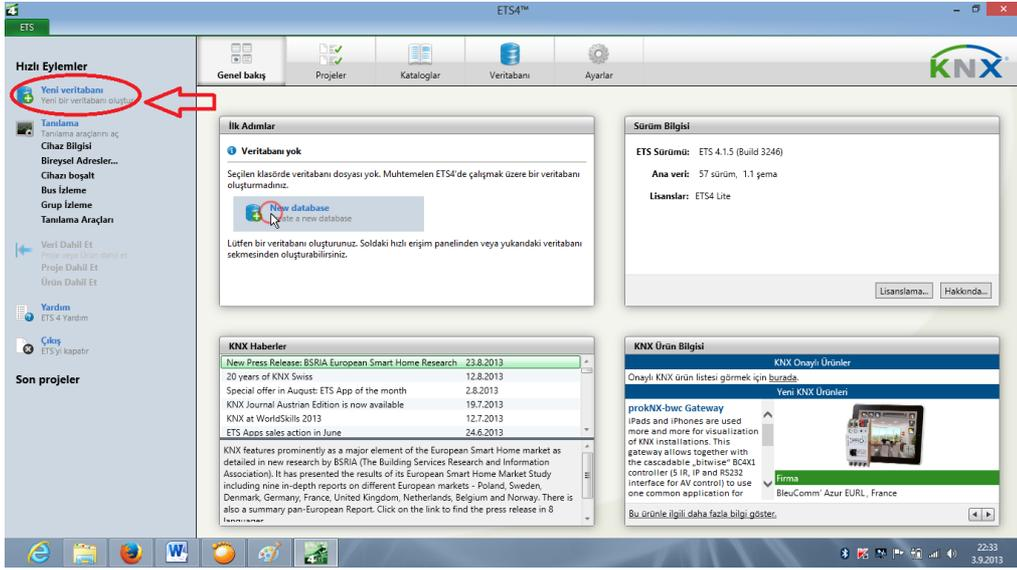 ETS4™
ETS
Hızlı Eylemler
Yeni veritabanı
Yeni bir veritabanı oluştur
Tanılama
Tanılama araçlarını aç
Cihaz Bilgisi
Bireysel Adresler...
Cihazı boşalt
Bus İzleme
Grup İzleme
Tanılama Araçları
Veri Dahil Et
Proje veya Ürün dahil et
Proje Dahil Et
Ürün Dahil Et
Yardım
ETS 4 Yardım
Çıkış
ETS'yi kapatır
Son projeler
Genel bakış
Projeler
Kataloglar
Veritabanı
Ayarlar
KNX
İlk Adımlar
Veritabanı yok
Seçilen klasörde veritabanı dosyası yok. Muhtemelen ETS4'de çalışmak üzere bir veritabanı
oluşturmadınız.
New database
Create a new database
Lütfen bir veritabanı oluşturunuz. Soldaki hızlı erişim panelinden veya yukarıdaki veritabanı
sekmesinden oluşturabilirsiniz.
Sürüm Bilgisi
ETS Sürümü: ETS 4.1.5 (Build 3246)
Ana veri: 57 sürüm, 1.1 şema
Lisanslar: ETS4 Lite
Lisanslama...
Hakkında...
KNX Haberler
New Press Release: BSRIA European Smart Home Research 23.8.2013
20 years of KNX Swiss 12.8.2013
Special offer in August: ETS App of the month 2.8.2013
KNX Journal Austrian Edition is now available 19.7.2013
KNX at WorldSkills 2013 12.7.2013
ETS Apps sales action in June 24.6.2013
KNX features prominently as a major element of the European Smart Home market as
detailed in new research by BSRIA (The Building Services Research and Information
Association). It has presented the results of its European Smart Home Market Study
including nine in-depth reports on different European markets - Poland, Sweden,
Denmark, Germany, France, United Kingdom, Netherlands, Belgium and Norway. There is
also a summary pan-European Report. Click on the link to find the press release in 8
languages.
KNX Ürün Bilgisi
KNX Onaylı Ürünler
Onaylı KNX ürün listesi görmek için burada.
Yeni KNX Ürünleri
prokNX-bwc Gateway
iPads and iPhones are used
more and more for visualization
of KNX installations. This
gateway allows together with
the cascadable „bitwise" BC4X1
controller (5 IR, IP and RS232
interface for AV control) to use
one common application for
Firma
BleuComm' Azur EURL , France
Bu ürünle ilgili daha fazla bilgi göster.
22:33
3.9.2013